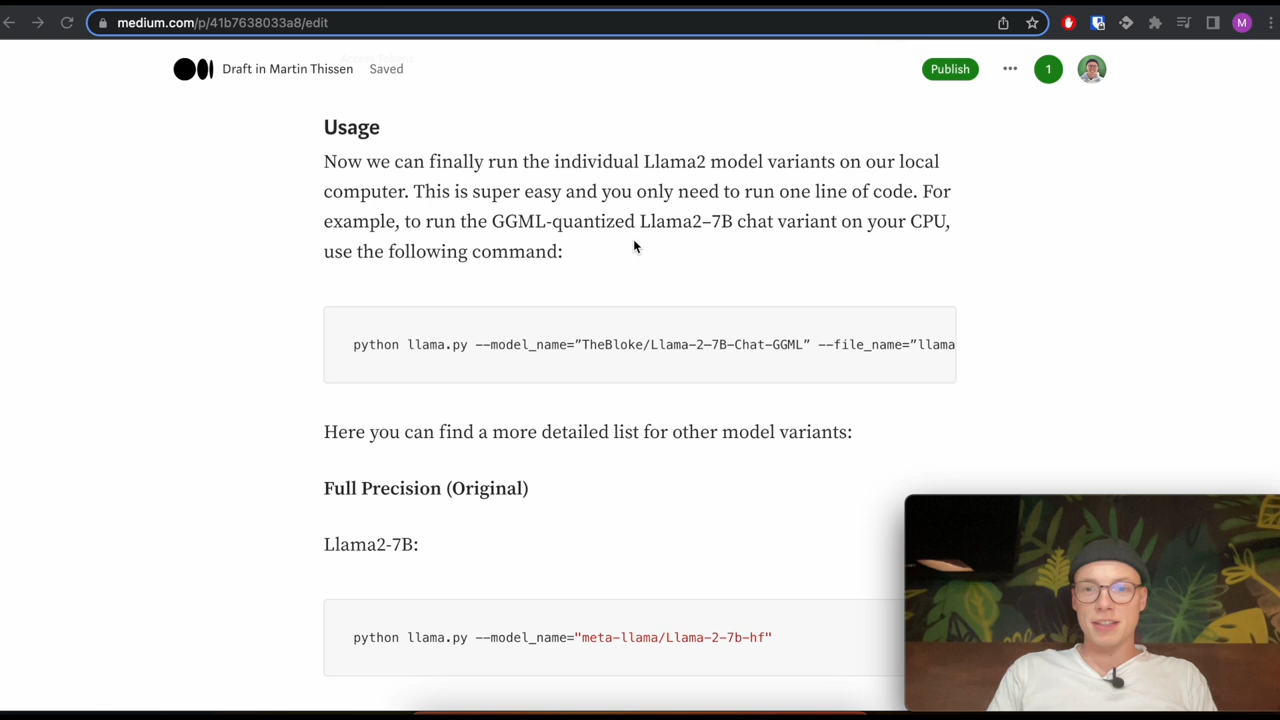 medium.com/p/41b7638033a8/edit
M
Draft in Martin Thissen
Saved
Publish
1
Usage
Now we can finally run the individual Llama2 model variants on our local
computer. This is super easy and you only need to run one line of code. For
example, to run the GGML-quantized Llama2–7B chat variant on your CPU,
use the following command:
python llama.py --model_name=”TheBloke/Llama-2–7B-Chat-GGML” --file_name=”llama
Here you can find a more detailed list for other model variants:
Full Precision (Original)
Llama2-7B:
python llama.py --model_name="meta-llama/Llama-2-7b-hf"